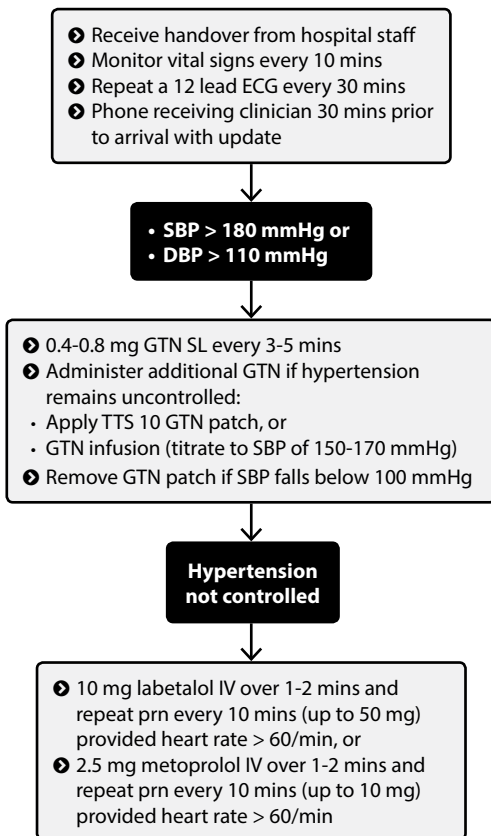 ❯ Receive handover from hospital staff
❯ Monitor vital signs every 10 mins
❯ Repeat a 12 lead ECG every 30 mins
❯ Phone receiving clinician 30 mins prior
to arrival with update
• SBP > 180 mmHg or
• DBP > 110 mmHg
❯ 0.4-0.8 mg GTN SL every 3-5 mins
❯ Administer additional GTN if hypertension
remains uncontrolled:
• Apply TTS 10 GTN patch, or
• GTN infusion (titrate to SBP of 150-170 mmHg)
❯ Remove GTN patch if SBP falls below 100 mmHg
Hypertension
not controlled
❯ 10 mg labetalol IV over 1-2 mins and
repeat prn every 10 mins (up to 50 mg)
provided heart rate > 60/min, or
❯ 2.5 mg metoprolol IV over 1-2 mins and
repeat prn every 10 mins (up to 10 mg)
provided heart rate > 60/min